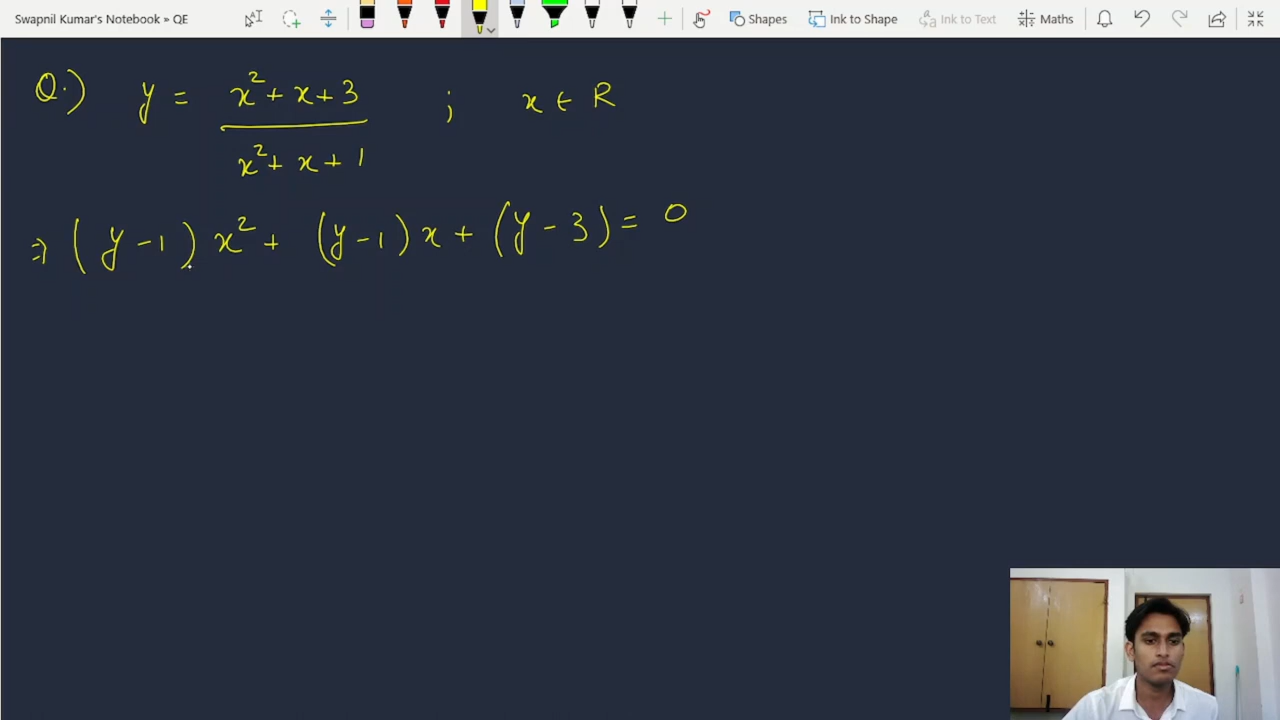 Swapnil Kumar's Notebook » QE
Shapes
Ink to Shape
Ink to Text
Maths
Q.) y = x²+ x + 3 / x²+ x + 1 ; x ∈ R
⇒ (y - 1) x² + (y - 1) x + (y - 3) = 0